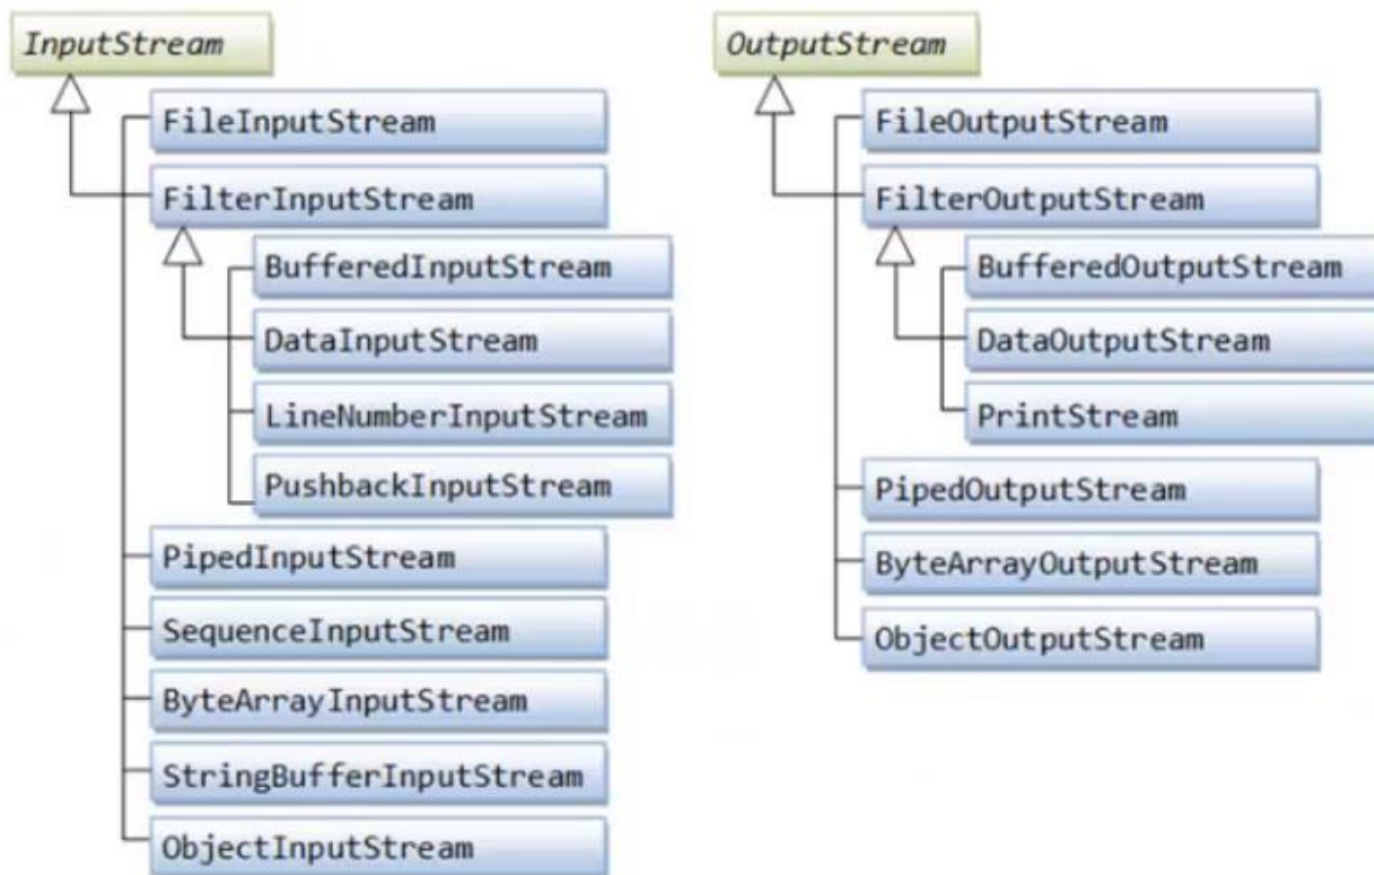 InputStream
FileInputStream
FilterInputStream
BufferedInputStream
DataInputStream
LineNumberInputStream
PushbackInputStream
PipedInputStream
SequenceInputStream
ByteArrayInputStream
StringBufferInputStream
ObjectInputStream
OutputStream
FileOutputStream
FilterOutputStream
BufferedOutputStream
DataOutputStream
PrintStream
PipedOutputStream
ByteArrayOutputStream
ObjectOutputStream